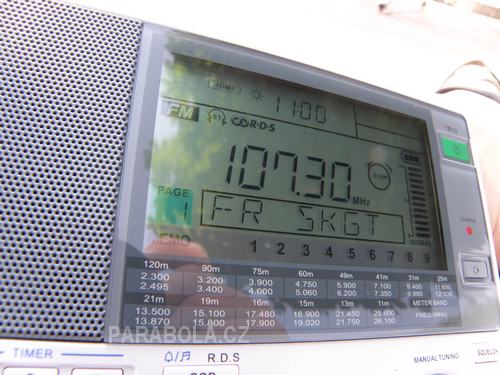 HOME 11:00
FM ST R·D·S
107.30 MHz
SLOW
PAGE 1
FR SKGT
MEMO 1 2 3 4 5 6 7 8 9
SIGNAL
CHARGE
120m 90m 75m 60m 49m 41m 31m 25m
2.300 3.200 3.900 4.750 5.900 7.100 9.400 11.600
2.495 3.400 4.000 5.060 6.200 7.350 9.990 12.100
21m 19m 16m 15m 13m 11m METER BAND
13.500 15.100 17.480 18.900 21.450 25.600 FREQ.(MHz)
13.870 15.800 17.900 19.020 21.750 26.100
PARABOLA.CZ
TIMER R.D.S MANUAL TUNING SQUELCH